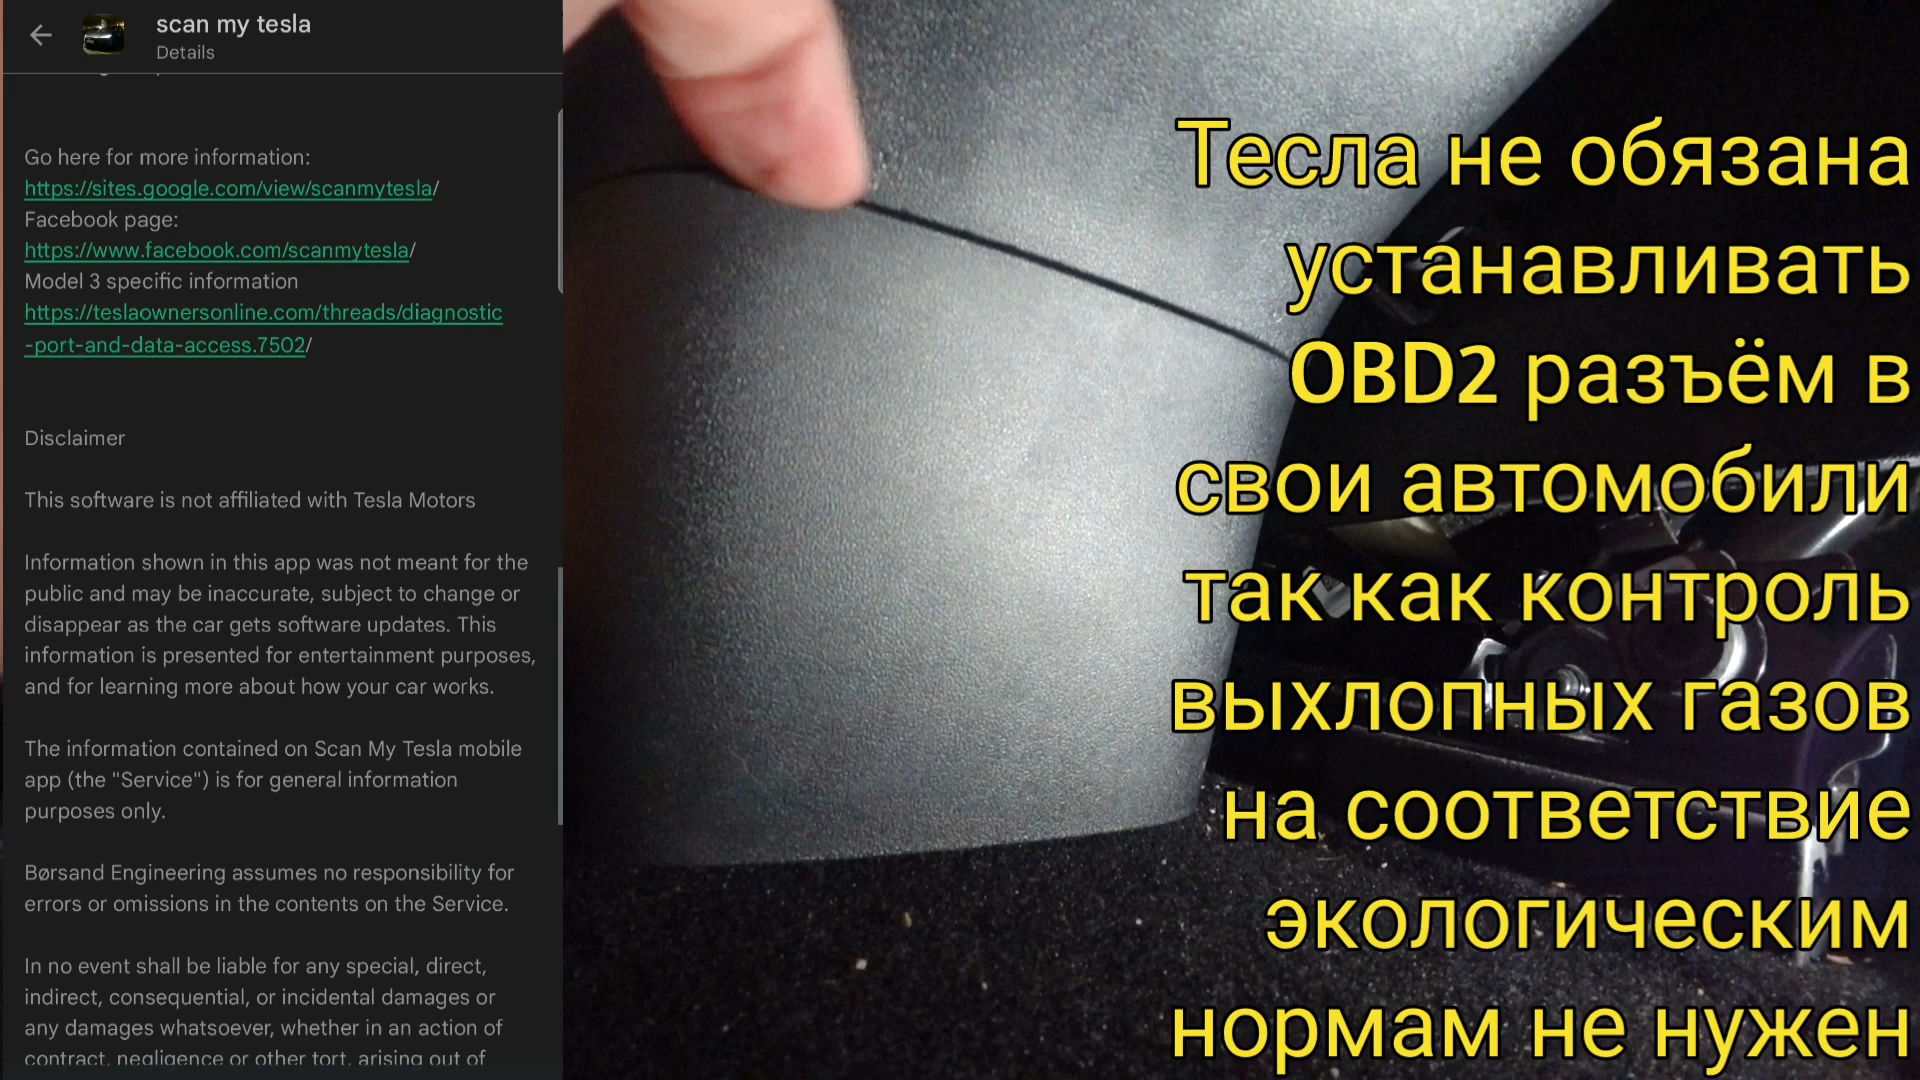 scan my tesla
Details
Go here for more information:
https://sites.google.com/view/scanmytesla/
Facebook page:
https://www.facebook.com/scanmytesla/
Model 3 specific information
https://teslaownersonline.com/threads/diagnostic
-port-and-data-access.7502/
Disclaimer
This software is not affiliated with Tesla Motors
Information shown in this app was not meant for the
public and may be inaccurate, subject to change or
disappear as the car gets software updates. This
information is presented for entertainment purposes,
and for learning more about how your car works.
The information contained on Scan My Tesla mobile
app (the "Service") is for general information
purposes only.
Børsand Engineering assumes no responsibility for
errors or omissions in the contents on the Service.
In no event shall be liable for any special, direct,
indirect, consequential, or incidental damages or
any damages whatsoever, whether in an action of
contract, negligence or other tort, arising out of
Тесла не обязана
устанавливать
OBD2 разъём в
свои автомобили
так как контроль
выхлопных газов
на соответствие
экологическим
нормам не нужен